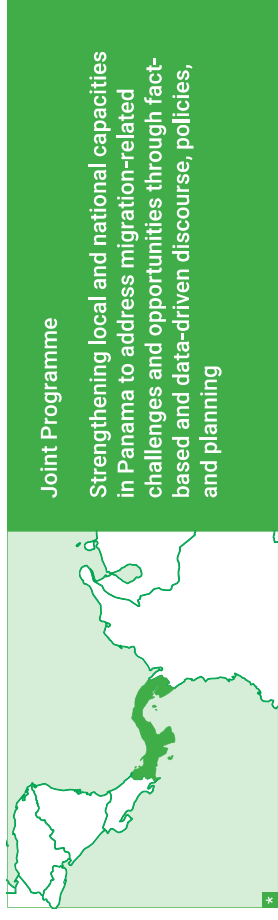 Joint Programme
Strengthening local and national capacities
in Panama to address migration-related
challenges and opportunities through fact-
based and data-driven discourse, policies,
and planning
*